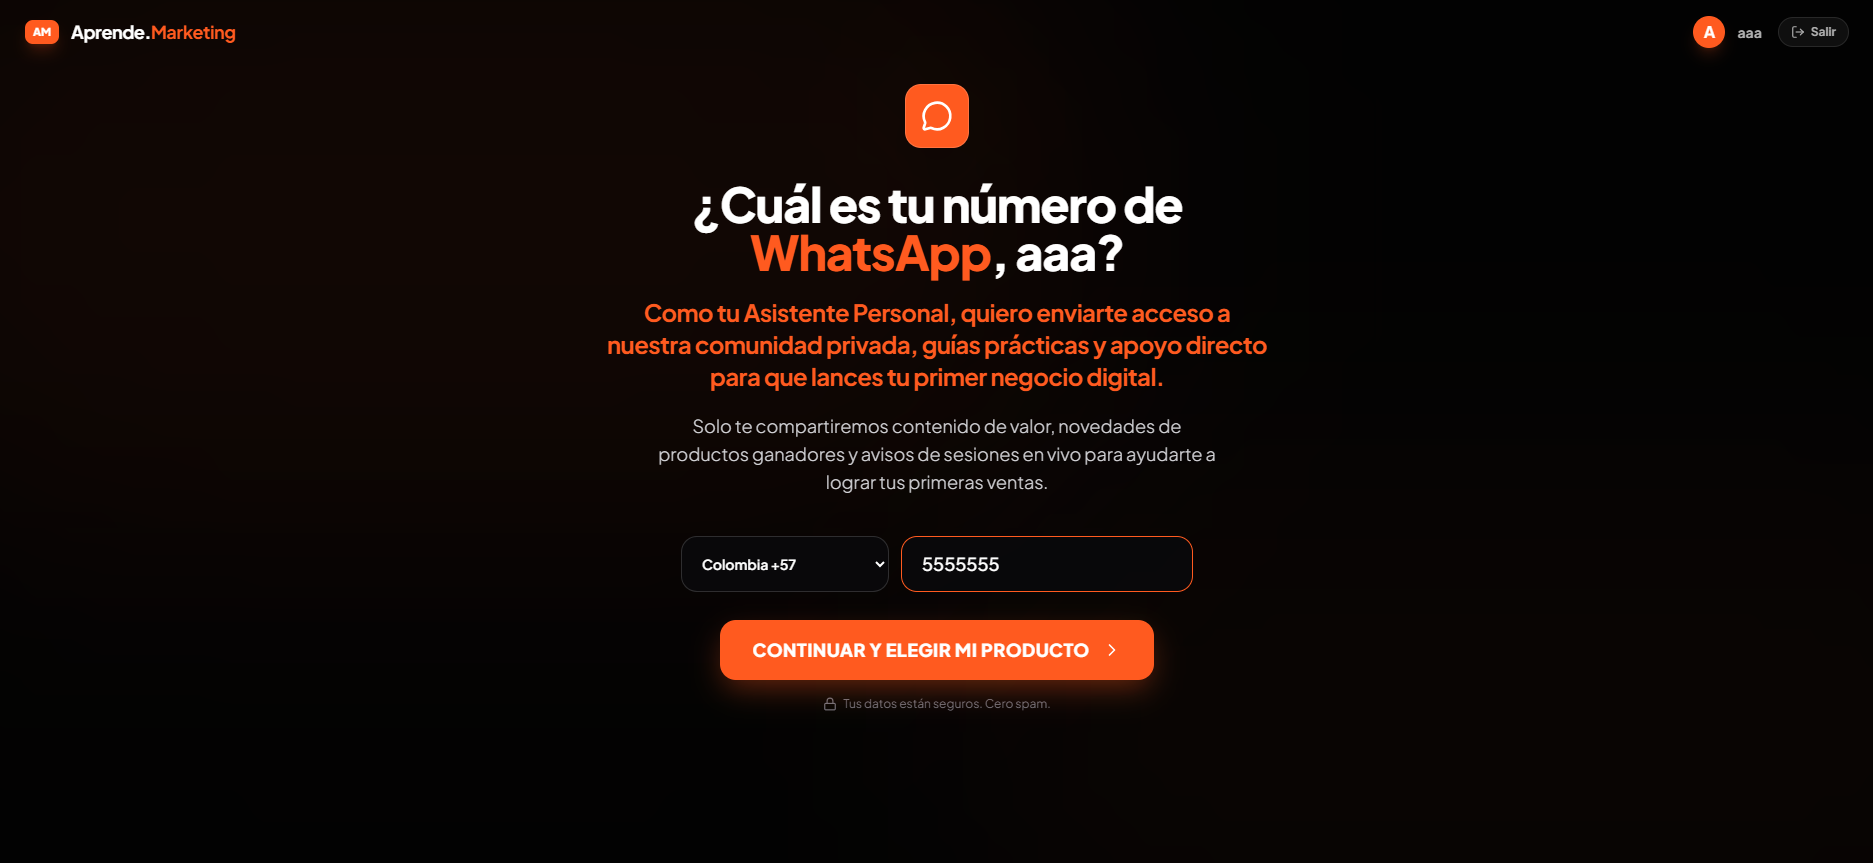 AM Aprende.Marketing
A aaa Salir
¿Cuál es tu número de
WhatsApp, aaa?
Como tu Asistente Personal, quiero enviarte acceso a
nuestra comunidad privada, guías prácticas y apoyo directo
para que lances tu primer negocio digital.
Solo te compartiremos contenido de valor, novedades de
productos ganadores y avisos de sesiones en vivo para ayudarte a
lograr tus primeras ventas.
Colombia +57 5555555
CONTINUAR Y ELEGIR MI PRODUCTO
Tus datos están seguros. Cero spam.